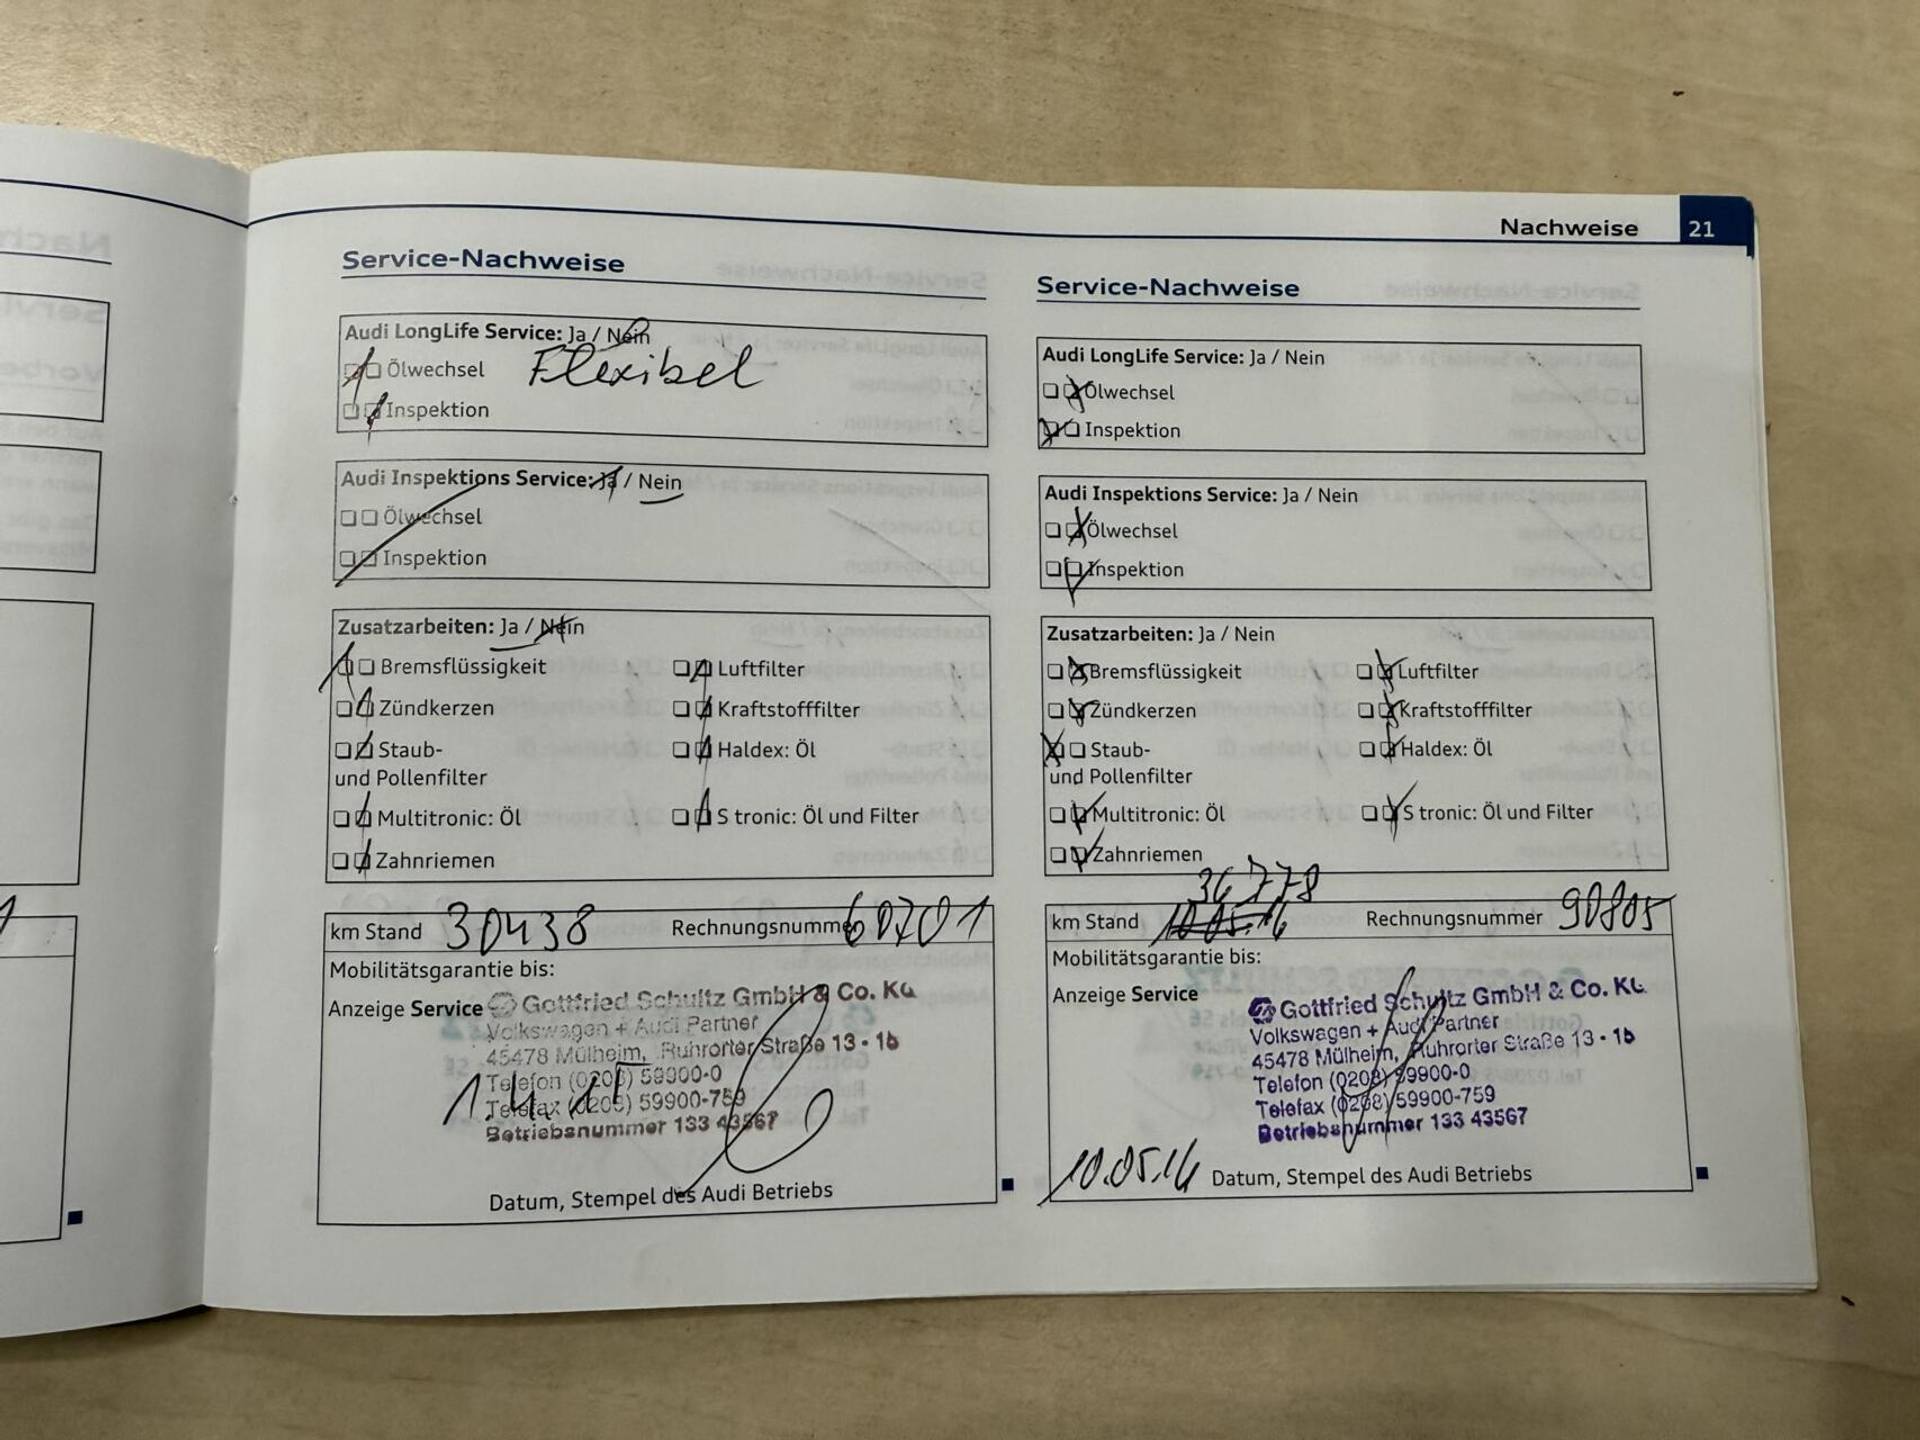 Nachweise 21
Service-Nachweise
Audi LongLife Service: Ja / Nein
Ölwechsel Flexibel
Inspektion
Audi Inspektions Service: Ja / Nein
Ölwechsel
Inspektion
Zusatzarbeiten: Ja / Nein
Bremsflüssigkeit Luftfilter
Zündkerzen Kraftstofffilter
Staub- Haldex: Öl
und Pollenfilter
Multitronic: Öl S tronic: Öl und Filter
Zahnriemen
km Stand 30438 Rechnungsnummer 60701
Mobilitätsgarantie bis:
Anzeige Service
Gottfried Schultz GmbH & Co. KG
Volkswagen + Audi Partner
45478 Mülheim, Ruhrorter Straße 13 - 15
Telefon (0208) 59900-0
Telefax (0208) 59900-759
Betriebsnummer 133 43567
1.4.15
Datum, Stempel des Audi Betriebs
Service-Nachweise
Audi LongLife Service: Ja / Nein
Ölwechsel
Inspektion
Audi Inspektions Service: Ja / Nein
Ölwechsel
Inspektion
Zusatzarbeiten: Ja / Nein
Bremsflüssigkeit Luftfilter
Zündkerzen Kraftstofffilter
Staub- Haldex: Öl
und Pollenfilter
Multitronic: Öl S tronic: Öl und Filter
Zahnriemen
36778
km Stand 10.05.16 Rechnungsnummer 90805
Mobilitätsgarantie bis:
Anzeige Service
Gottfried Schultz GmbH & Co. KG
Volkswagen + Audi Partner
45478 Mülheim, Ruhrorter Straße 13 - 15
Telefon (0208) 59900-0
Telefax (0208) 59900-759
Betriebsnummer 133 43567
10.05.16 Datum, Stempel des Audi Betriebs